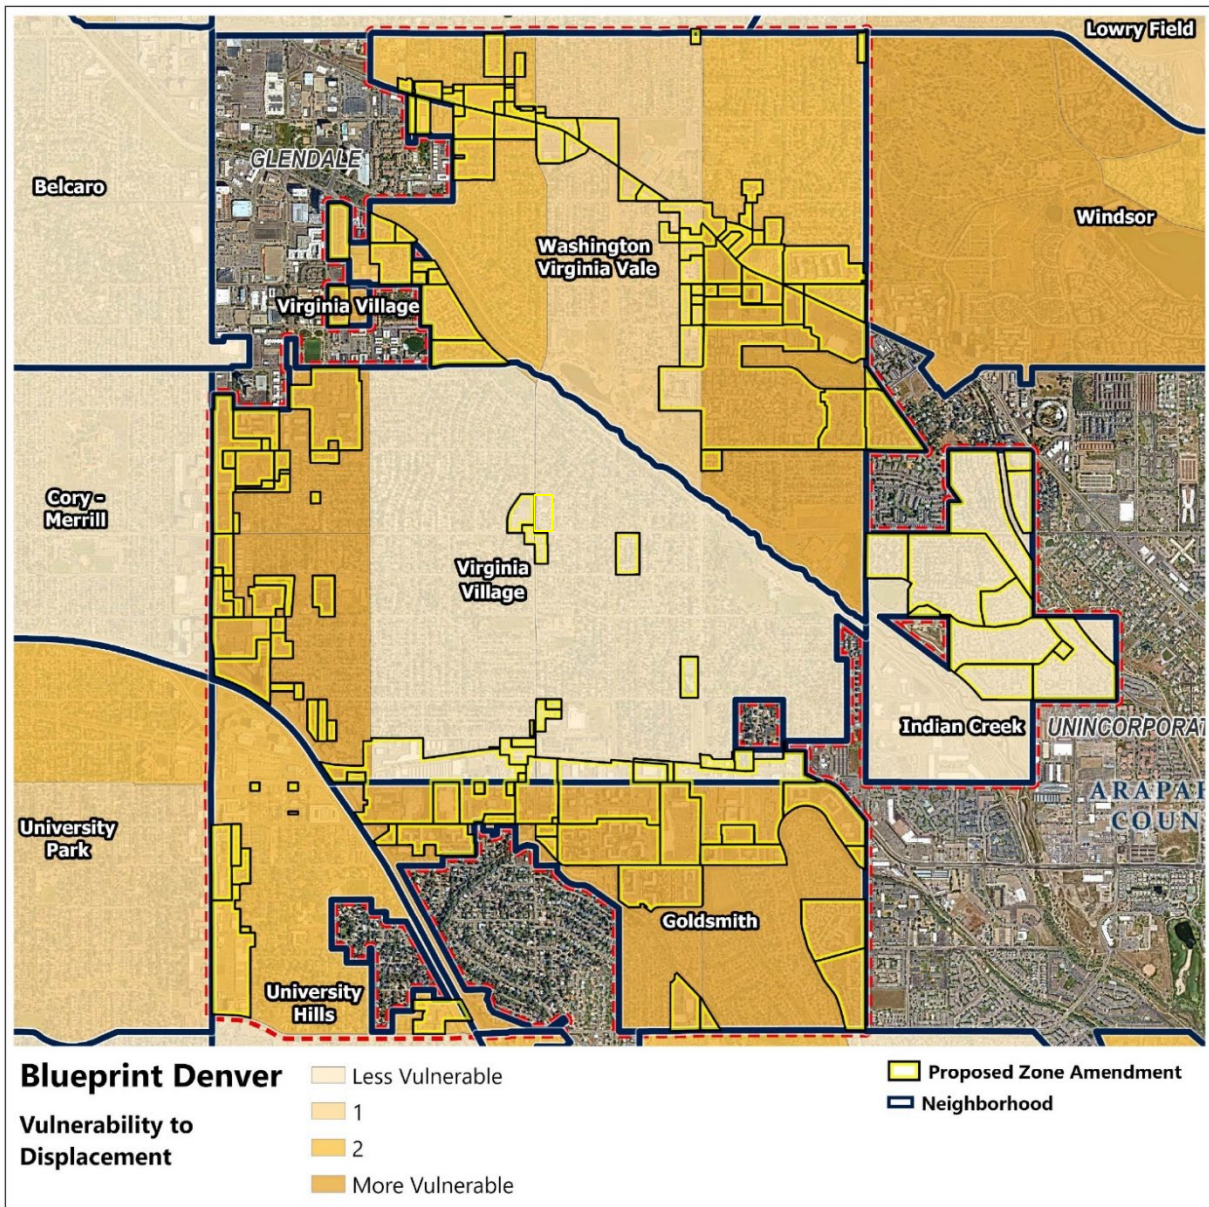 Lowry Field
GLENDALE
Belcaro
Windsor
Washington
Virginia Vale
Virginia Village
Cory -
Merrill
Virginia
Village
Indian Creek
UNINCORPORAT
ARAPAH
COUN
University
Park
Goldsmith
University
Hills
Blueprint Denver
Vulnerability to
Displacement
Less Vulnerable
1
2
More Vulnerable
Proposed Zone Amendment
Neighborhood